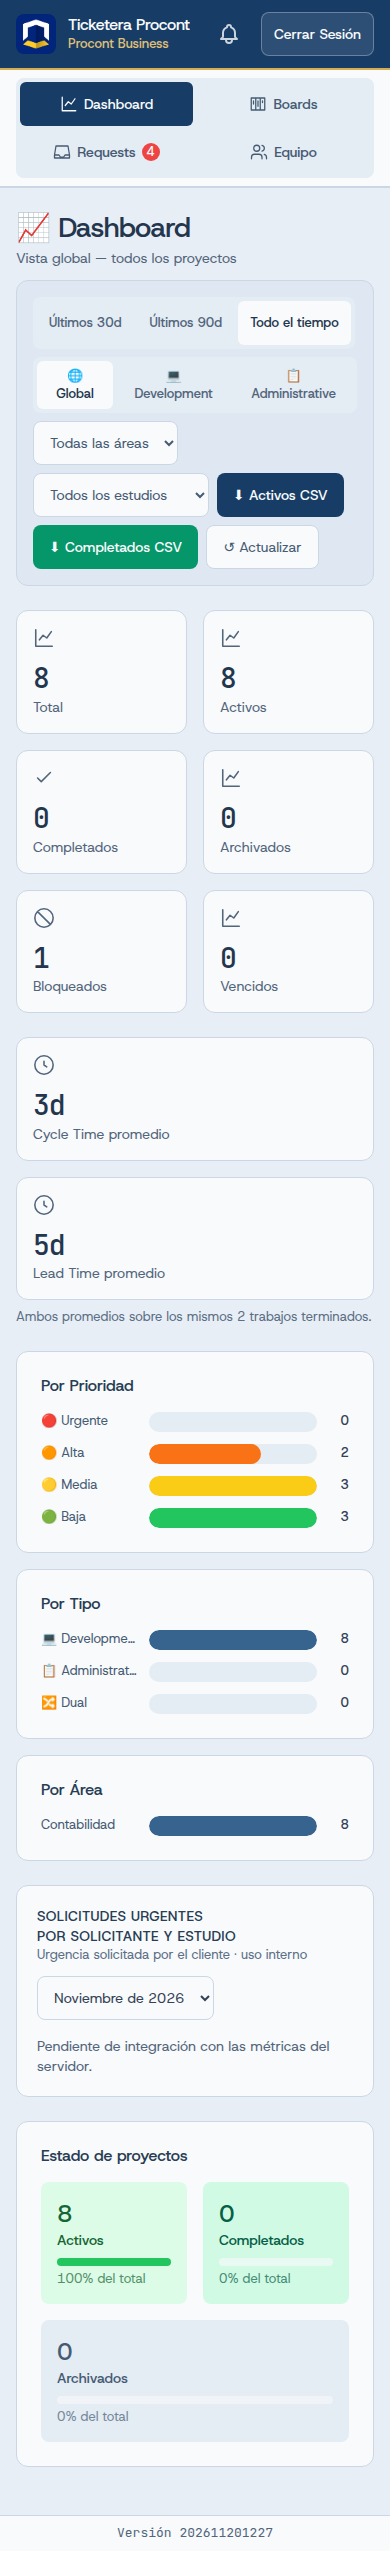 Ticketera Procont
Procont Business
Cerrar Sesión
Dashboard
Boards
Requests 4
Equipo
Dashboard
Vista global — todos los proyectos
Últimos 30d
Últimos 90d
Todo el tiempo
Global
Development
Administrative
Todas las áreas
Todos los estudios
⬇ Activos CSV
⬇ Completados CSV
↺ Actualizar
8
Total
8
Activos
0
Completados
0
Archivados
1
Bloqueados
0
Vencidos
3d
Cycle Time promedio
5d
Lead Time promedio
Ambos promedios sobre los mismos 2 trabajos terminados.
Por Prioridad
Urgente 0
Alta 2
Media 3
Baja 3
Por Tipo
Developme… 8
Administrat… 0
Dual 0
Por Área
Contabilidad 8
SOLICITUDES URGENTES
POR SOLICITANTE Y ESTUDIO
Urgencia solicitada por el cliente · uso interno
Noviembre de 2026
Pendiente de integración con las métricas del
servidor.
Estado de proyectos
8
Activos
100% del total
0
Completados
0% del total
0
Archivados
0% del total
Versión 202611201227